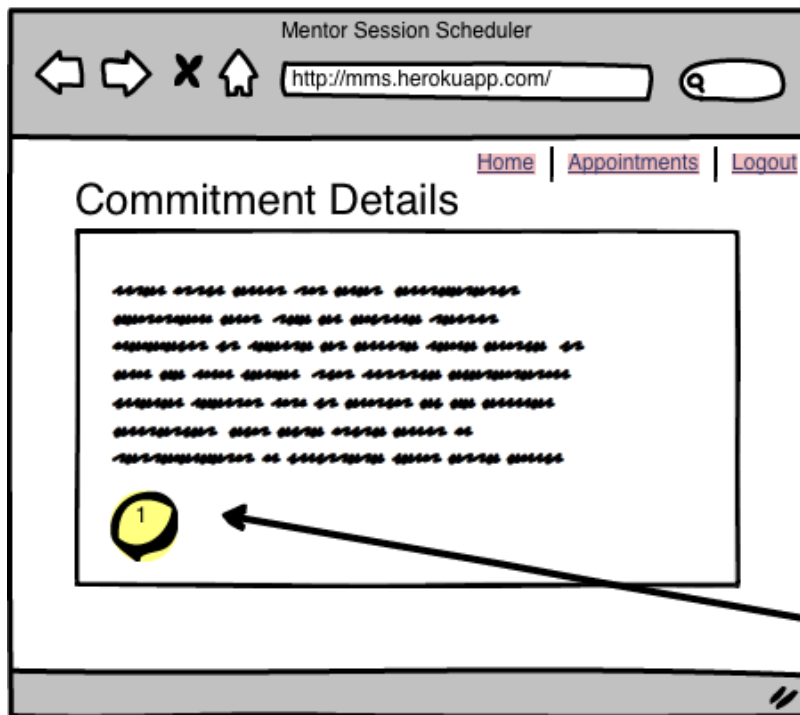 Mentor Session Scheduler
http://mms.herokuapp.com/
Home Appointments Logout
Commitment Details
1